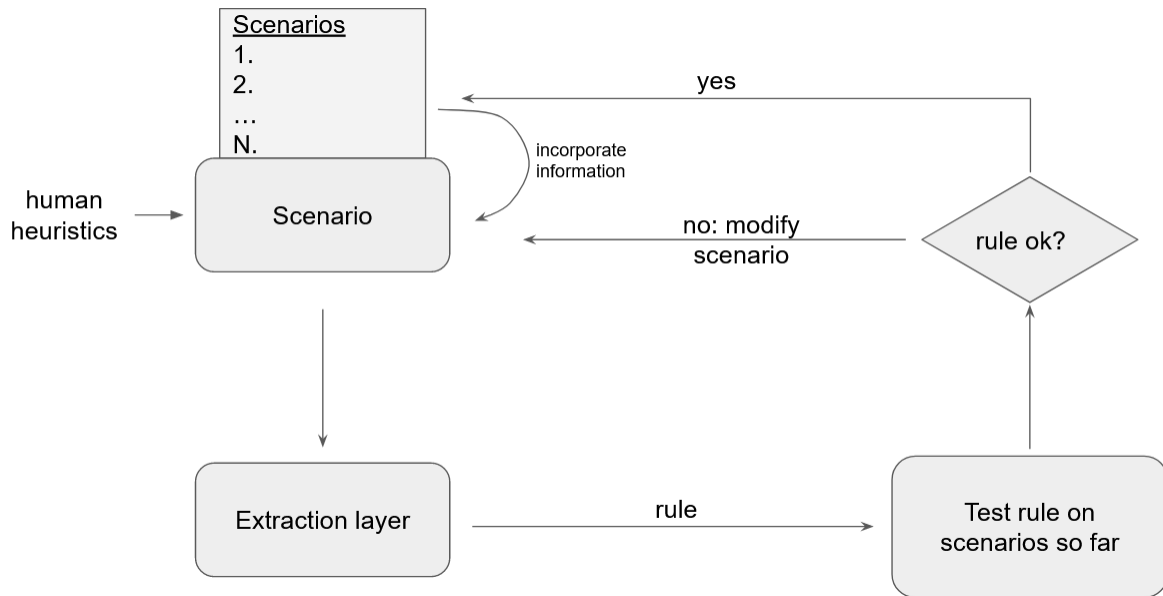 Scenarios
1.
2.
...
N.
yes
incorporate
information
human
heuristics
Scenario
no: modify
scenario
rule ok?
Extraction layer
rule
Test rule on
scenarios so far